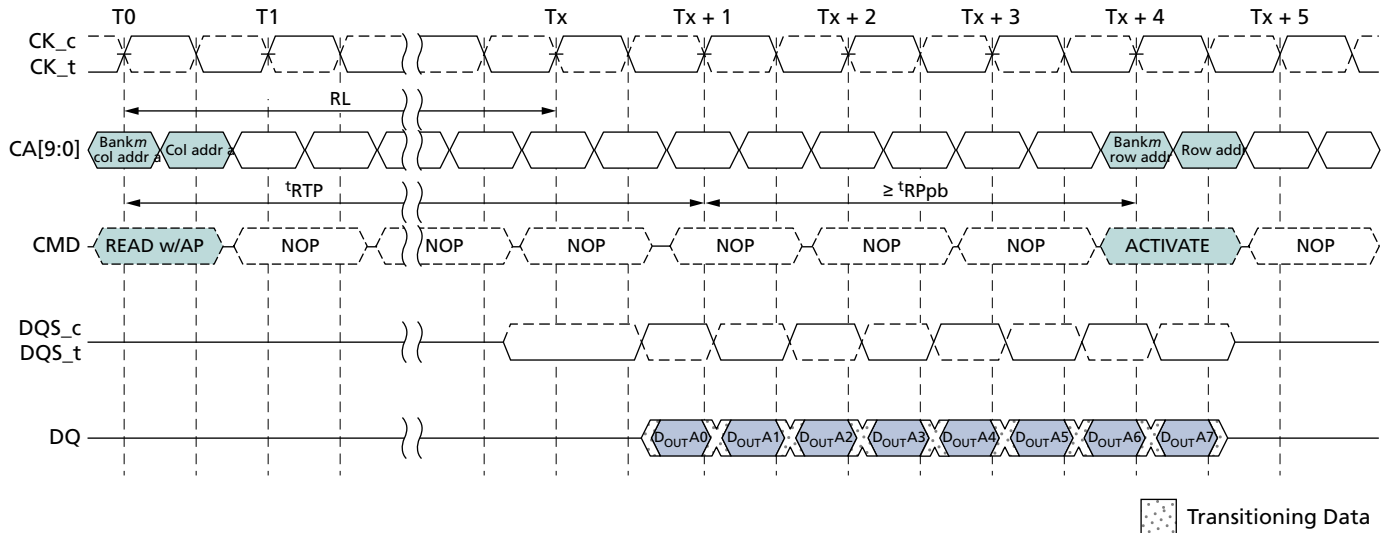 T0 T1 Tx Tx + 1 Tx + 2 Tx + 3 Tx + 4 Tx + 5
CK_c
CK_t
RL
CA[9:0] Bankm col addr a Col addr a Bankm row addr Row addr
tRTP ≥ tRPpb
CMD READ w/AP NOP NOP NOP NOP NOP NOP ACTIVATE NOP
DQS_c
DQS_t
DQ DOUTA0 DOUTA1 DOUTA2 DOUTA3 DOUTA4 DOUTA5 DOUTA6 DOUTA7
Transitioning Data